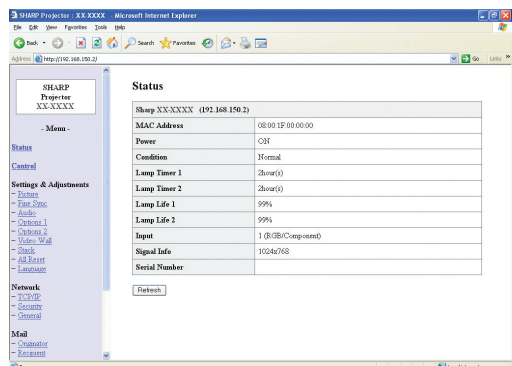 SHARP Projector : XX-XXXX - Microsoft Internet Explorer
File Edit View Favorites Tools Help
Back Search Favorites
Address http://192.168.150.2/ Go Links »
SHARP
Projector
XX-XXXX
- Menu -
Status
Control
Settings & Adjustments
- Picture
- Fine Sync
- Audio
- Options 1
- Options 2
- Video Wall
- Stack
- All Reset
- Language
Network
- TCP/IP
- Security
- General
Mail
- Originator
- Recipient
Status
Sharp XX-XXXX (192.168.150.2)
MAC Address 08:00:1F:00:00:00
Power ON
Condition Normal
Lamp Timer 1 2hour(s)
Lamp Timer 2 2hour(s)
Lamp Life 1 99%
Lamp Life 2 99%
Input 1 (RGB/Component)
Signal Info 1024x768
Serial Number
Refresh